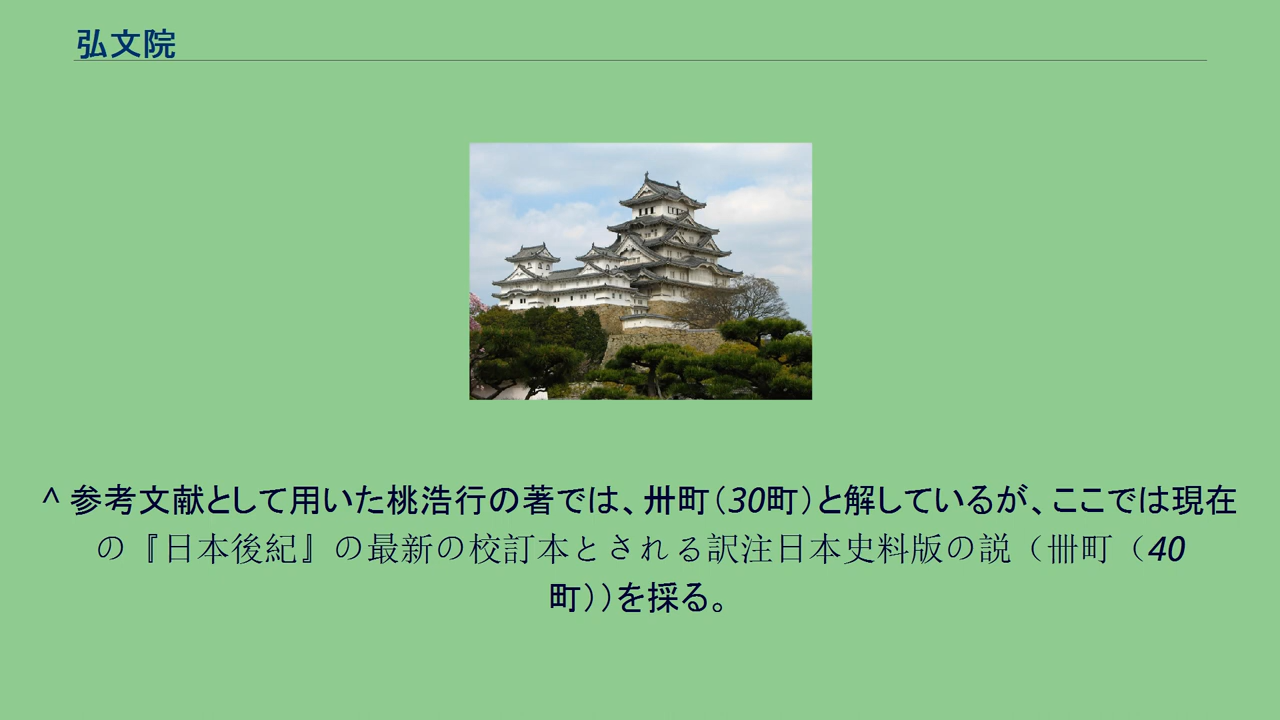 弘文院
^ 参考文献として用いた桃浩行の著では、卅町（30町）と解しているが、ここでは現在
の『日本後紀』の最新の校訂本とされる訳注日本史料版の説（卌町（40
町））を採る。